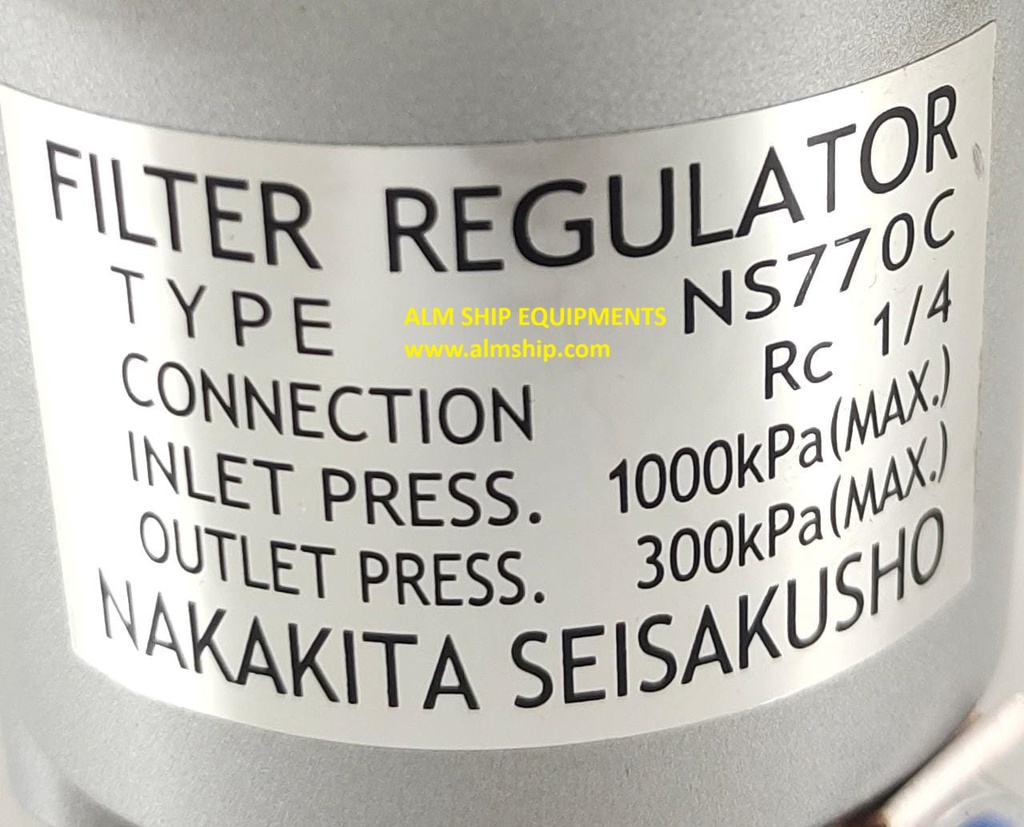 FILTER REGULATOR
TYPE NS770C
ALM SHIP EQUIPMENTS
www.almship.com
CONNECTION Rc 1/4
INLET PRESS. 1000kPa(MAX.)
OUTLET PRESS. 300kPa(MAX.)
NAKAKITA SEISAKUSHO